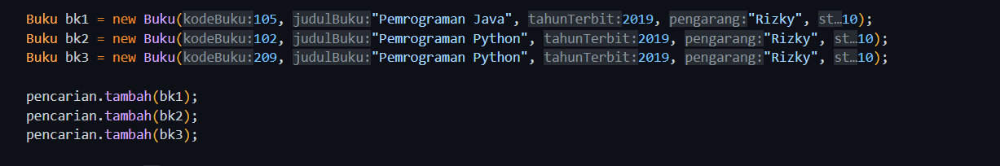 Buku bk1 = new Buku(kodeBuku:105, judulBuku:"Pemrograman Java", tahunTerbit:2019, pengarang:"Rizky", st…10);
Buku bk2 = new Buku(kodeBuku:102, judulBuku:"Pemrograman Python", tahunTerbit:2019, pengarang:"Rizky", st…10);
Buku bk3 = new Buku(kodeBuku:209, judulBuku:"Pemrograman Python", tahunTerbit:2019, pengarang:"Rizky", st…10);
pencarian.tambah(bk1);
pencarian.tambah(bk2);
pencarian.tambah(bk3);